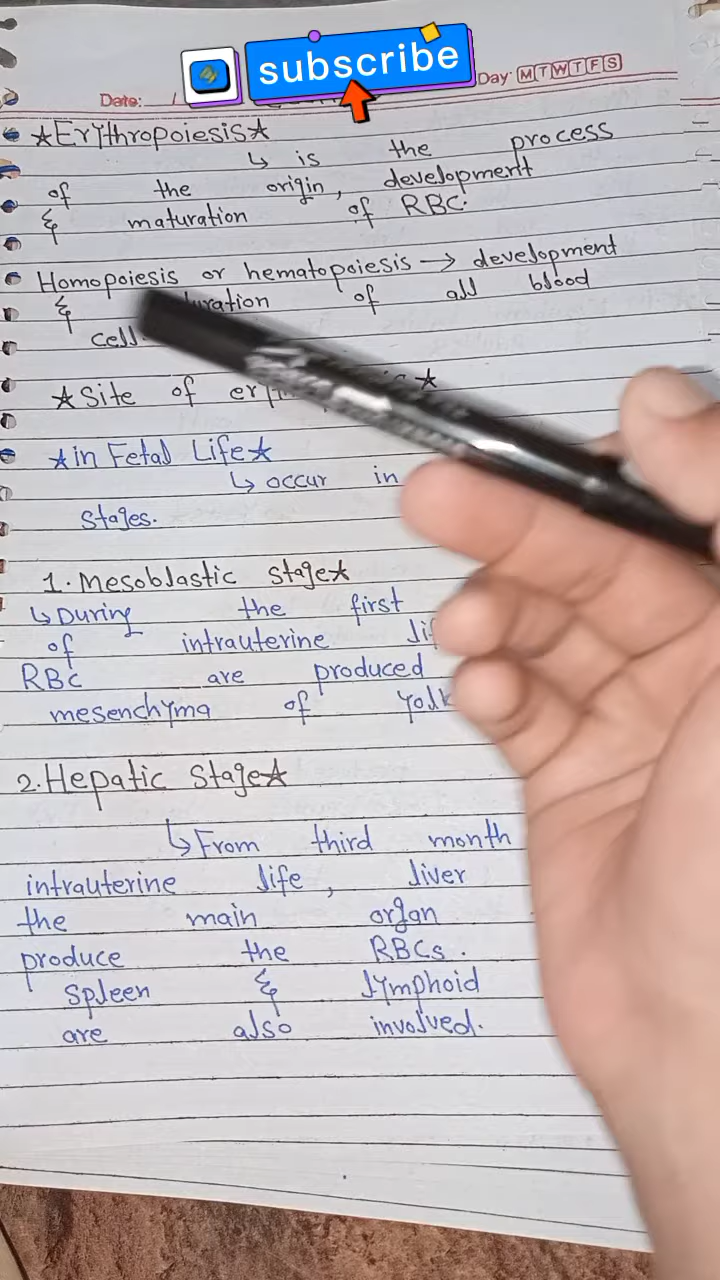 subscribe
Date: / Day: M T W T F S
★Erythropoiesis★
↳ is the process
of the origin, development
& maturation of RBC.
Homopoiesis or hematopoiesis → development
& of all blood
cell.
★Site of
★in Fetal Life★
↳ occur in
stages.
1. Mesoblastic stage★
↳ During the first
of intrauterine
RBC are produced
mesenchyma of
2. Hepatic Stage★
↳ From third month
intrauterine life, liver
the main organ
produce the RBCs.
Spleen & lymphoid
are also involved.